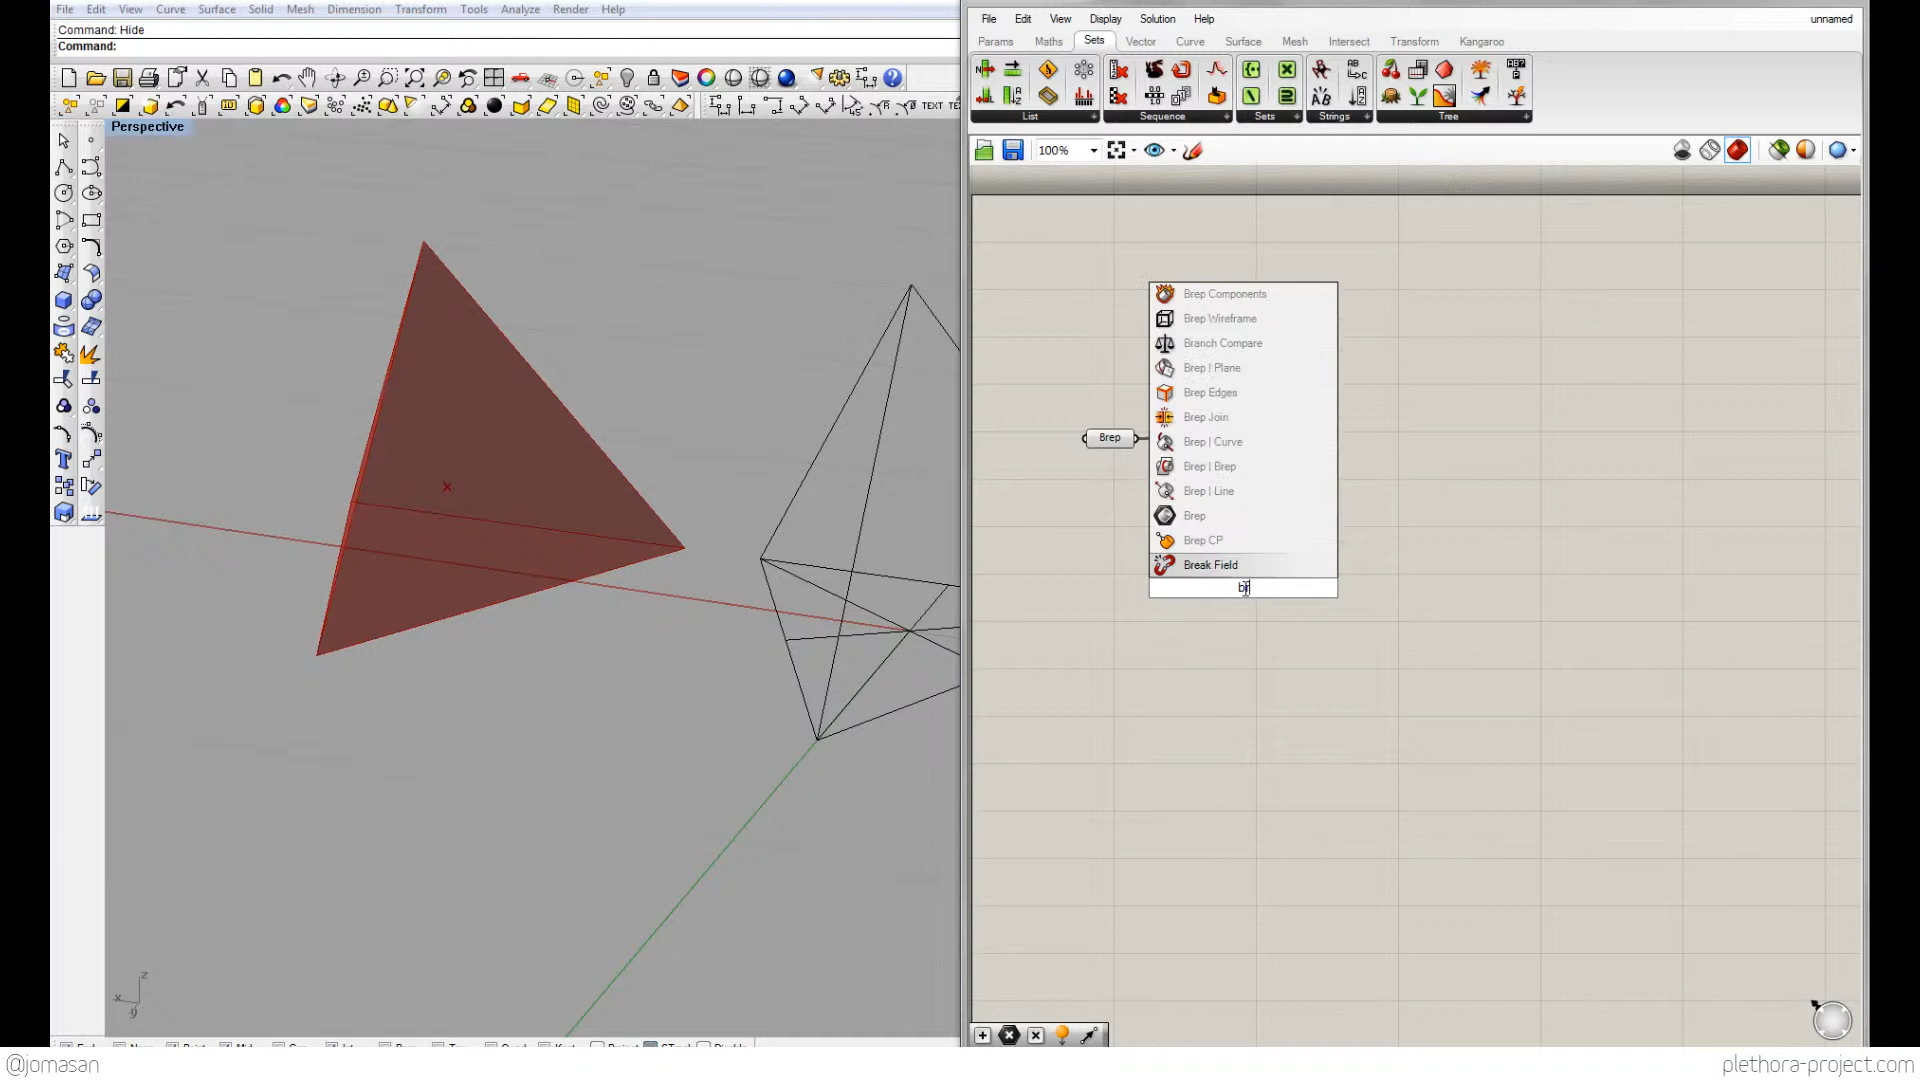 File Edit View Curve Surface Solid Mesh Dimension Transform Tools Analyze Render Help
Command: Hide
Command:
TEXT
Perspective
z
x
File Edit View Display Solution Help
unnamed
Params Maths Sets Vector Curve Surface Mesh Intersect Transform Kangaroo
List Sequence Sets Strings Tree
100%
Brep Components
Brep Wireframe
Branch Compare
Brep | Plane
Brep Edges
Brep Join
Brep | Curve
Brep | Brep
Brep | Line
Brep
Brep CP
Break Field
br
Brep
@jomasan
plethora-project.com